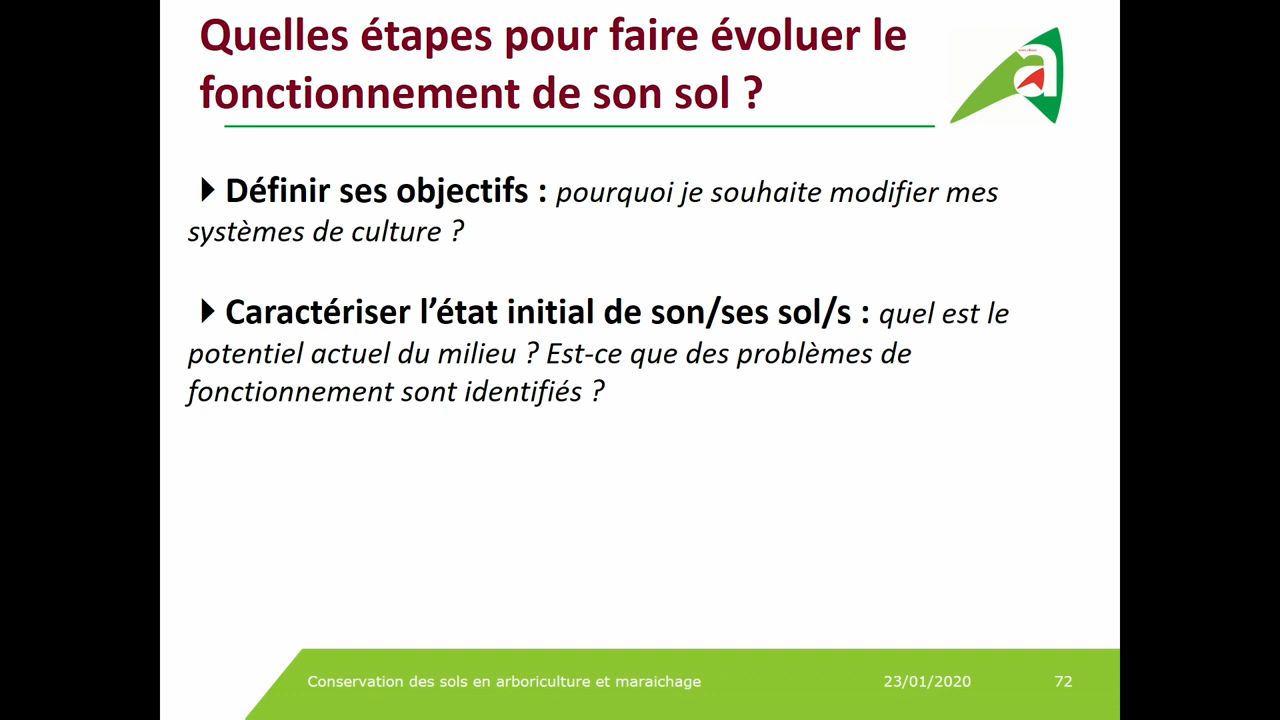 Quelles étapes pour faire évoluer le
fonctionnement de son sol ?
a
Définir ses objectifs : pourquoi je souhaite modifier mes
systèmes de culture ?
Caractériser l’état initial de son/ses sol/s : quel est le
potentiel actuel du milieu ? Est-ce que des problèmes de
fonctionnement sont identifiés ?
Conservation des sols en arboriculture et maraichage 23/01/2020 72